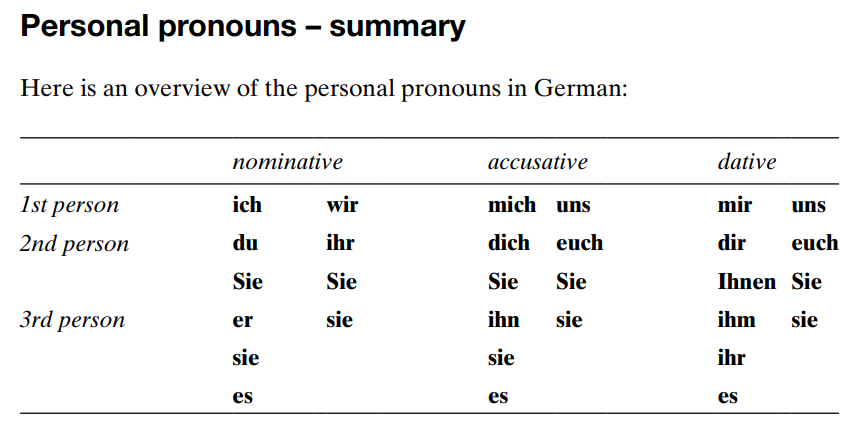 Personal pronouns – summary
Here is an overview of the personal pronouns in German:
nominative accusative dative
1st person ich wir mich uns mir uns
2nd person du ihr dich euch dir euch
Sie Sie Sie Sie Ihnen Sie
3rd person er sie ihn sie ihm sie
sie sie ihr
es es es